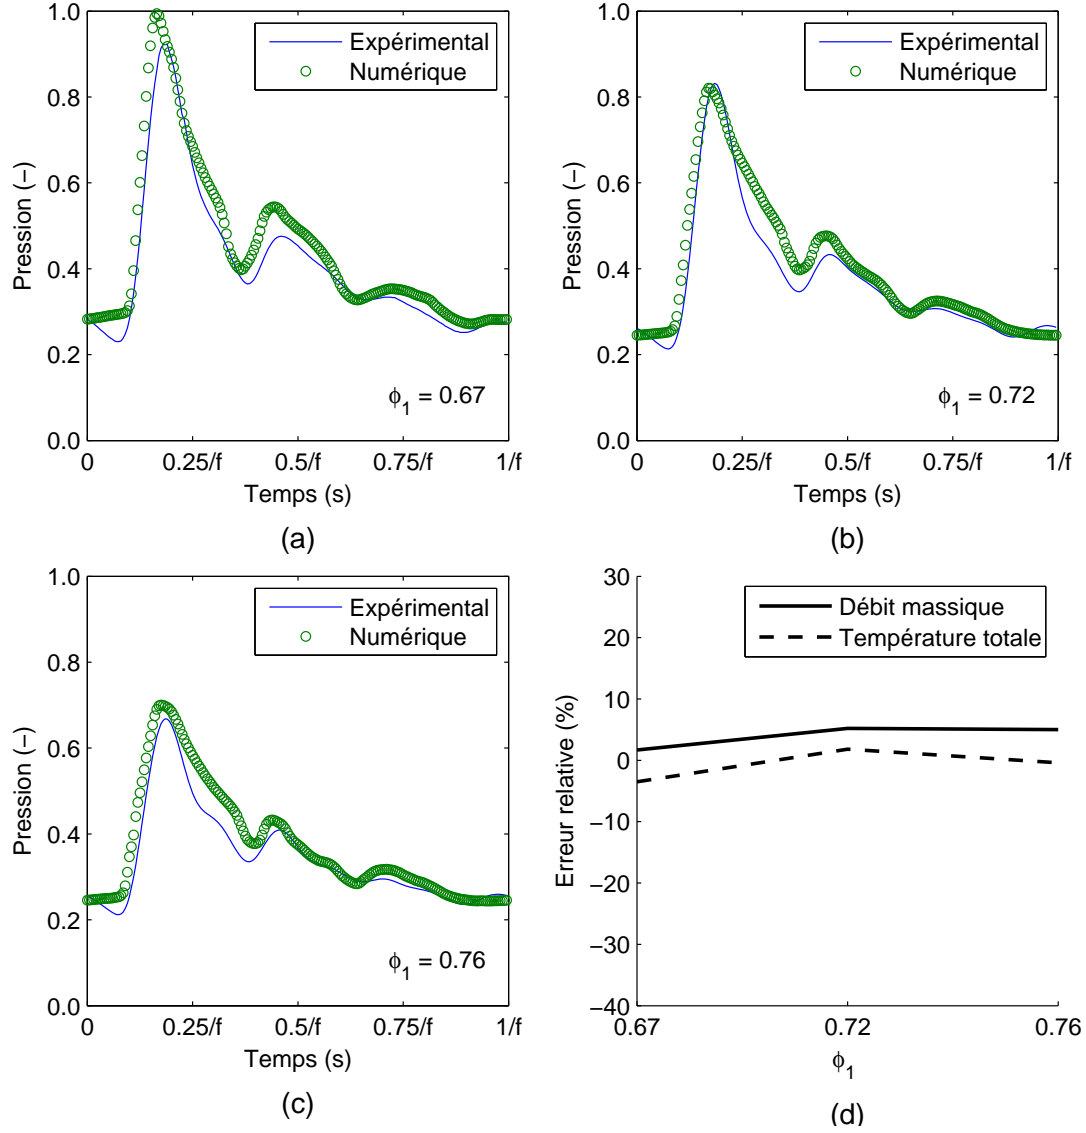 1.0
0.8
0.6
0.4
0.2
0.0
Pression (−)
Expérimental
Numérique
ϕ1 = 0.67
0 0.25/f 0.5/f 0.75/f 1/f
Temps (s)
(a)
1.0
0.8
0.6
0.4
0.2
0.0
Pression (−)
Expérimental
Numérique
ϕ1 = 0.72
0 0.25/f 0.5/f 0.75/f 1/f
Temps (s)
(b)
1.0
0.8
0.6
0.4
0.2
0.0
Pression (−)
Expérimental
Numérique
ϕ1 = 0.76
0 0.25/f 0.5/f 0.75/f 1/f
Temps (s)
(c)
30
20
10
0
−10
−20
−30
−40
Erreur relative (%)
Débit massique
Température totale
0.67 0.72 0.76
ϕ1
(d)